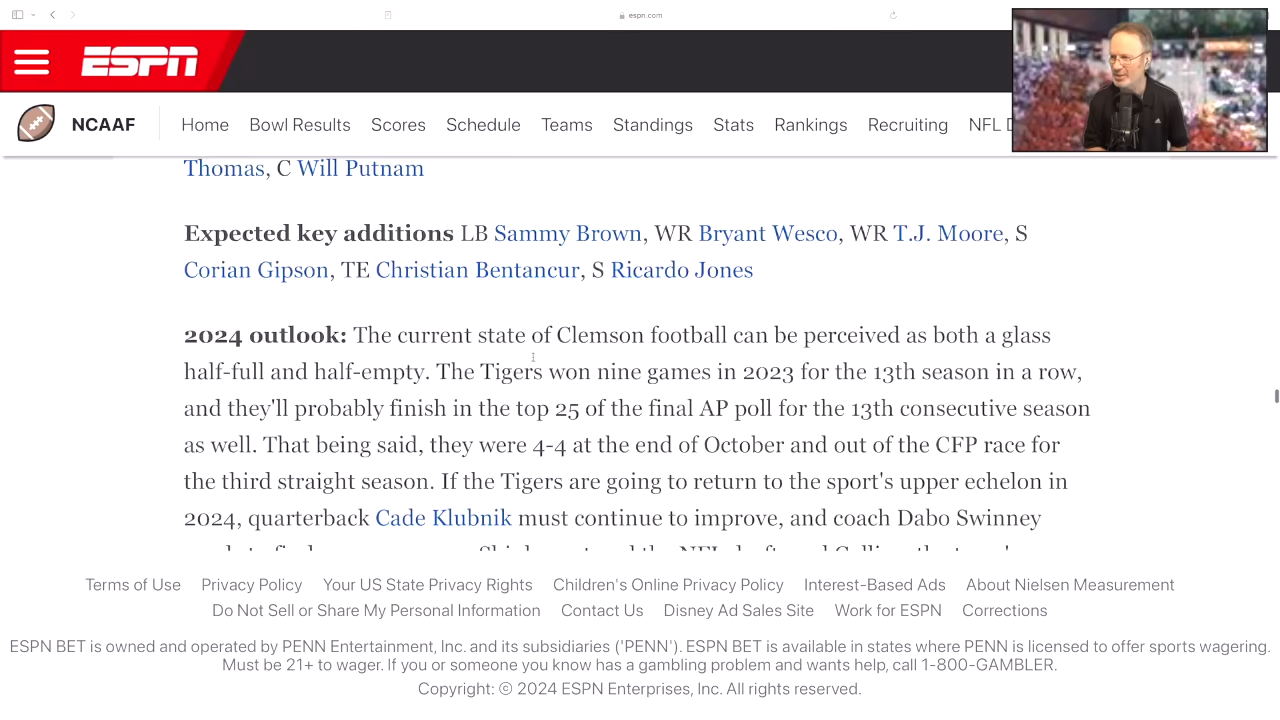 espn.com
ESPN
NCAAF Home Bowl Results Scores Schedule Teams Standings Stats Rankings Recruiting NFL
Thomas, C Will Putnam
Expected key additions LB Sammy Brown, WR Bryant Wesco, WR T.J. Moore, S
Corian Gipson, TE Christian Bentancur, S Ricardo Jones
2024 outlook: The current state of Clemson football can be perceived as both a glass
half-full and half-empty. The Tigers won nine games in 2023 for the 13th season in a row,
and they'll probably finish in the top 25 of the final AP poll for the 13th consecutive season
as well. That being said, they were 4-4 at the end of October and out of the CFP race for
the third straight season. If the Tigers are going to return to the sport's upper echelon in
2024, quarterback Cade Klubnik must continue to improve, and coach Dabo Swinney
Terms of Use Privacy Policy Your US State Privacy Rights Children's Online Privacy Policy Interest-Based Ads About Nielsen Measurement
Do Not Sell or Share My Personal Information Contact Us Disney Ad Sales Site Work for ESPN Corrections
ESPN BET is owned and operated by PENN Entertainment, Inc. and its subsidiaries ('PENN'). ESPN BET is available in states where PENN is licensed to offer sports wagering.
Must be 21+ to wager. If you or someone you know has a gambling problem and wants help, call 1-800-GAMBLER.
Copyright: © 2024 ESPN Enterprises, Inc. All rights reserved.